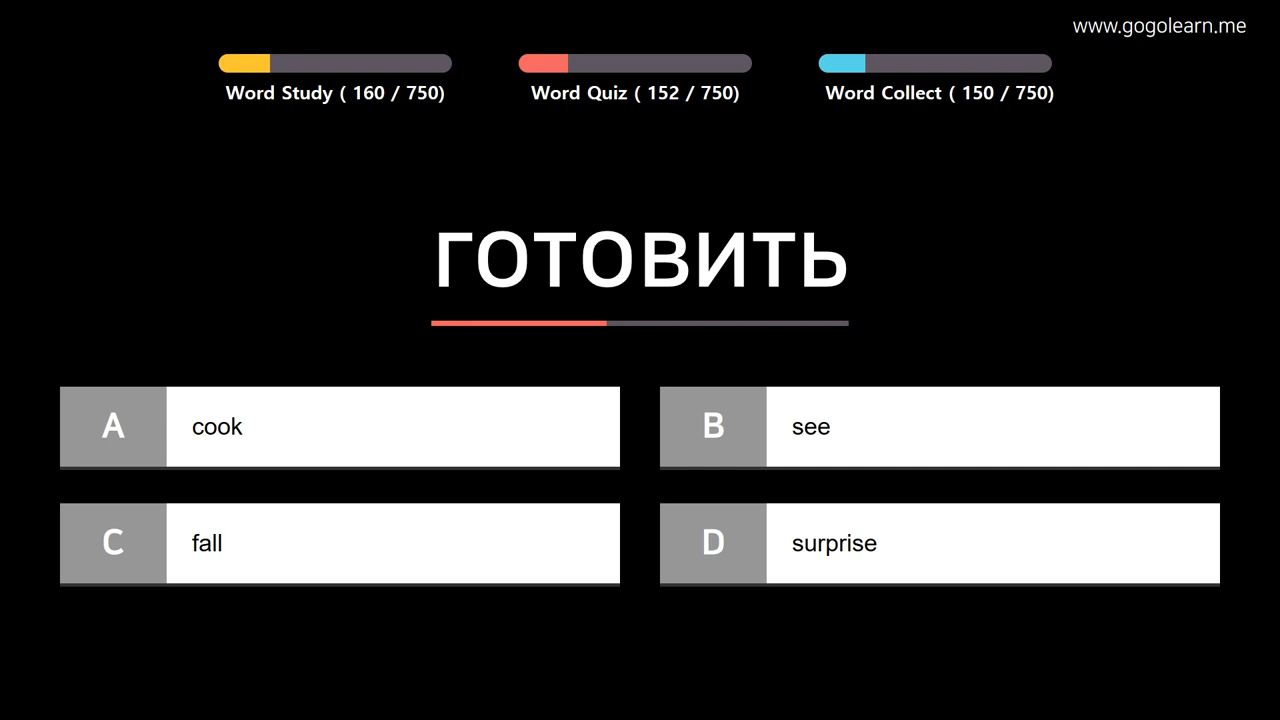 www.gogolearn.me
Word Study ( 160 / 750)
Word Quiz ( 152 / 750)
Word Collect ( 150 / 750)
готовить
A cook
B see
C fall
D surprise